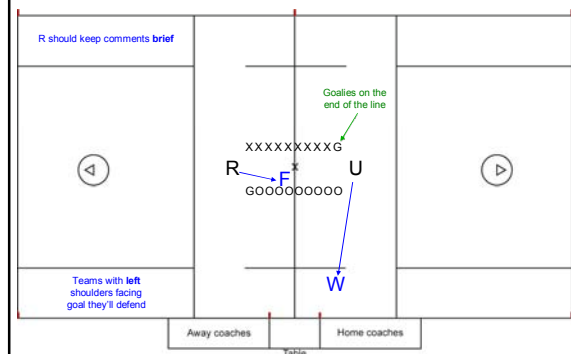 R should keep comments brief
Goalies on the
end of the line
XXXXXXXXXG
R
x
U
F
GOOOOOOOOO
Teams with left
shoulders facing
goal they'll defend
W
Away coaches
Home coaches
Table